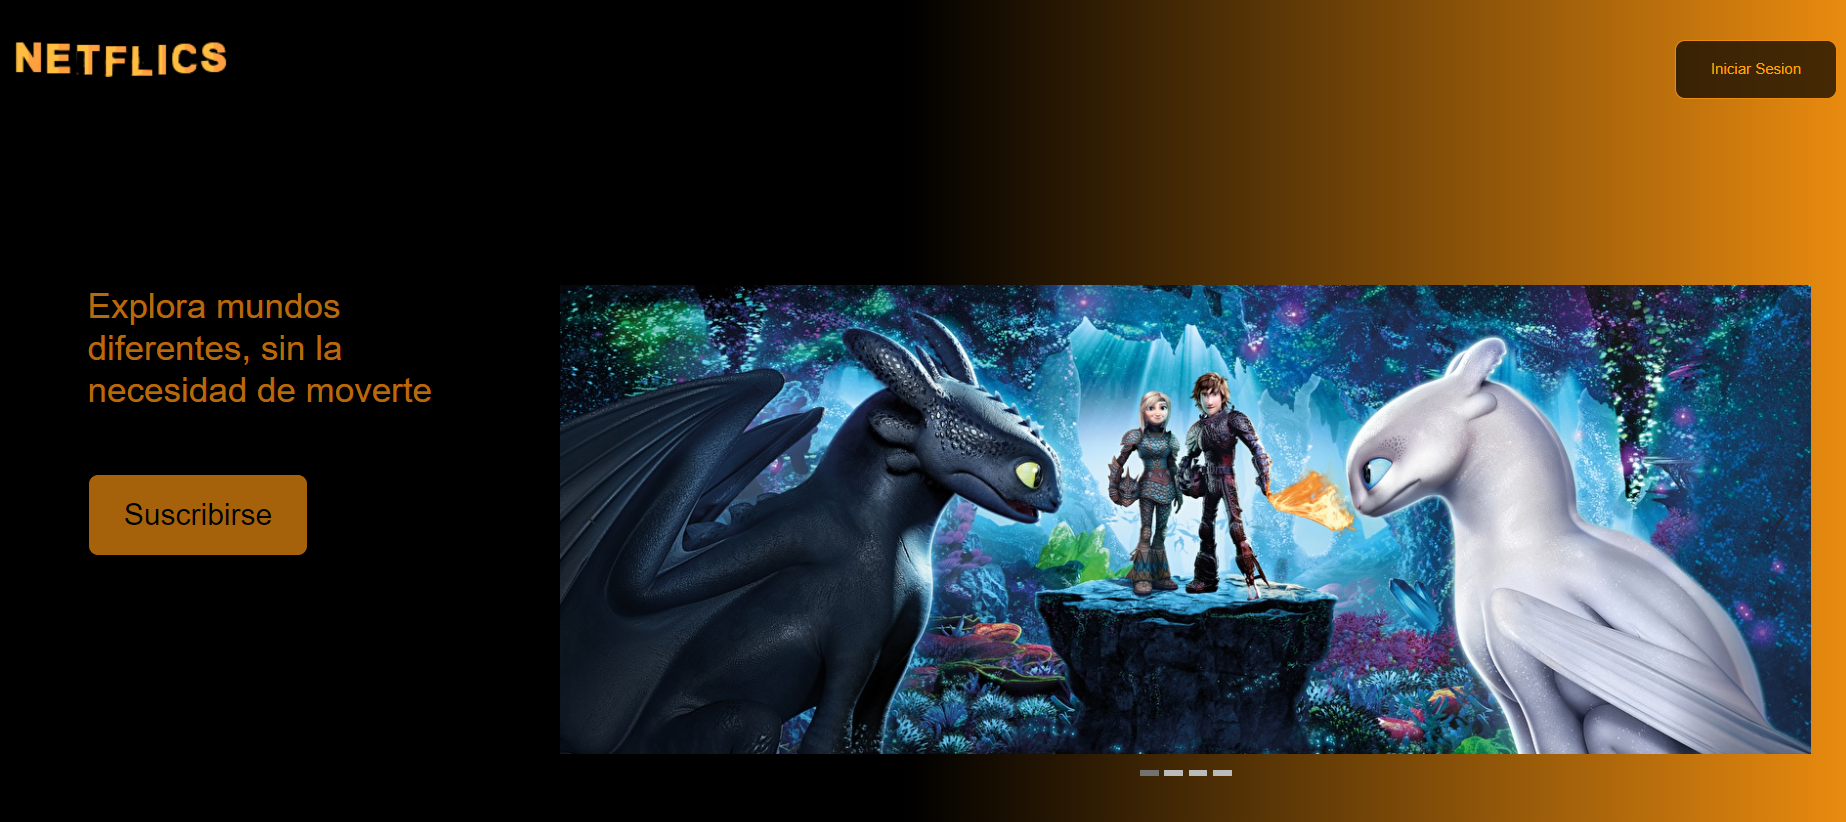 NETFLICS
Iniciar Sesion
Explora mundos
diferentes, sin la
necesidad de moverte
Suscribirse